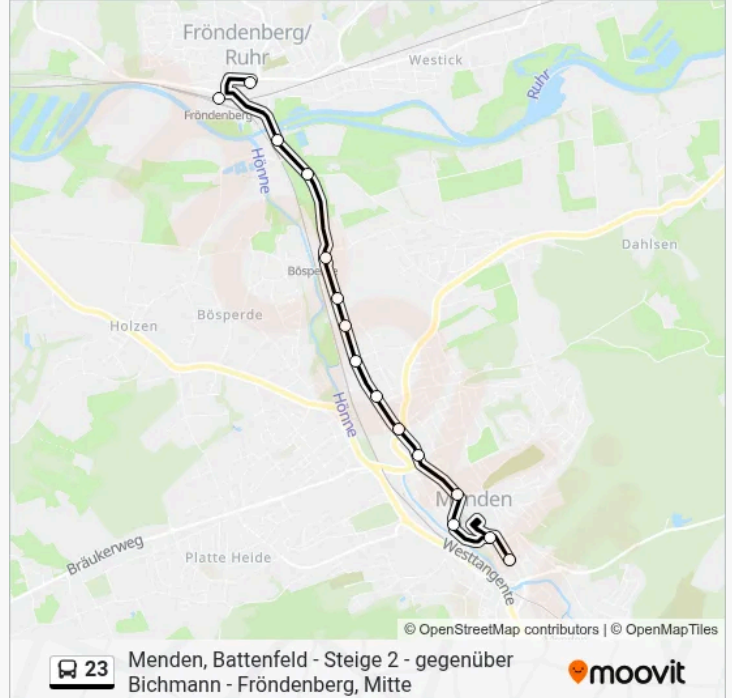 Fröndenberg/
Ruhr
Westick
Ruhr
Fröndenberg
Hönne
Dahlsen
Bösperde
Bösperde
Holzen
Hönne
Menden
Bräukerweg
Platte Heide
Westtangente
© OpenStreetMap contributors | © OpenMapTiles
23
Menden, Battenfeld - Steige 2 - gegenüber
Bichmann - Fröndenberg, Mitte
moovit